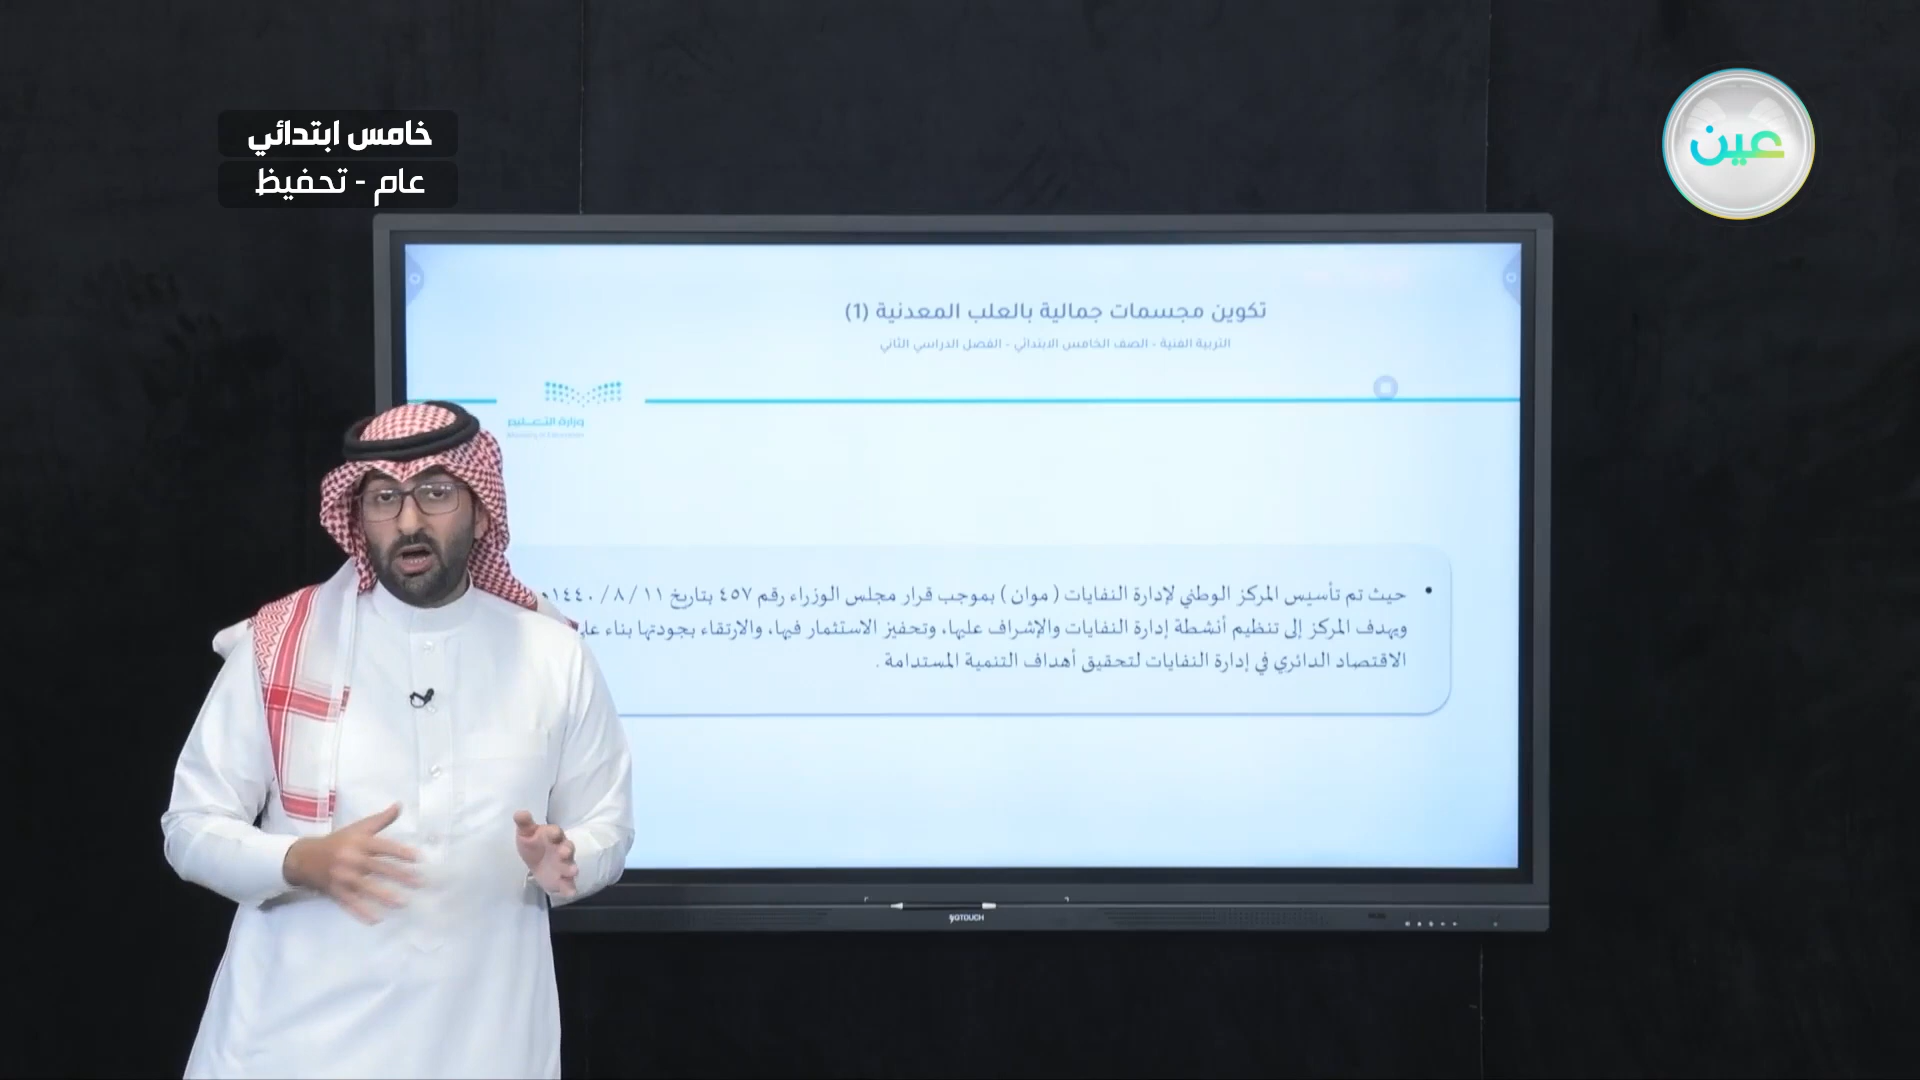 خامس ابتدائي
عام - تحفيظ
عين
تكوين مجسمات جمالية بالعلب المعدنية (1)
التربية الفنية - الصف الخامس الابتدائي - الفصل الدراسي الثاني
وزارة التعليم
Ministry of Education
• حيث تم تأسيس المركز الوطني لإدارة النفايات ( موان ) بموجب قرار مجلس الوزراء رقم ٤٥٧ بتاريخ ١١ / ٨ / ١٤٤٠
ويهدف المركز إلى تنظيم أنشطة إدارة النفايات والإشراف عليها، وتحفيز الاستثمار فيها، والارتقاء بجودتها بناء
الاقتصاد الدائري في إدارة النفايات لتحقيق أهداف التنمية المستدامة .